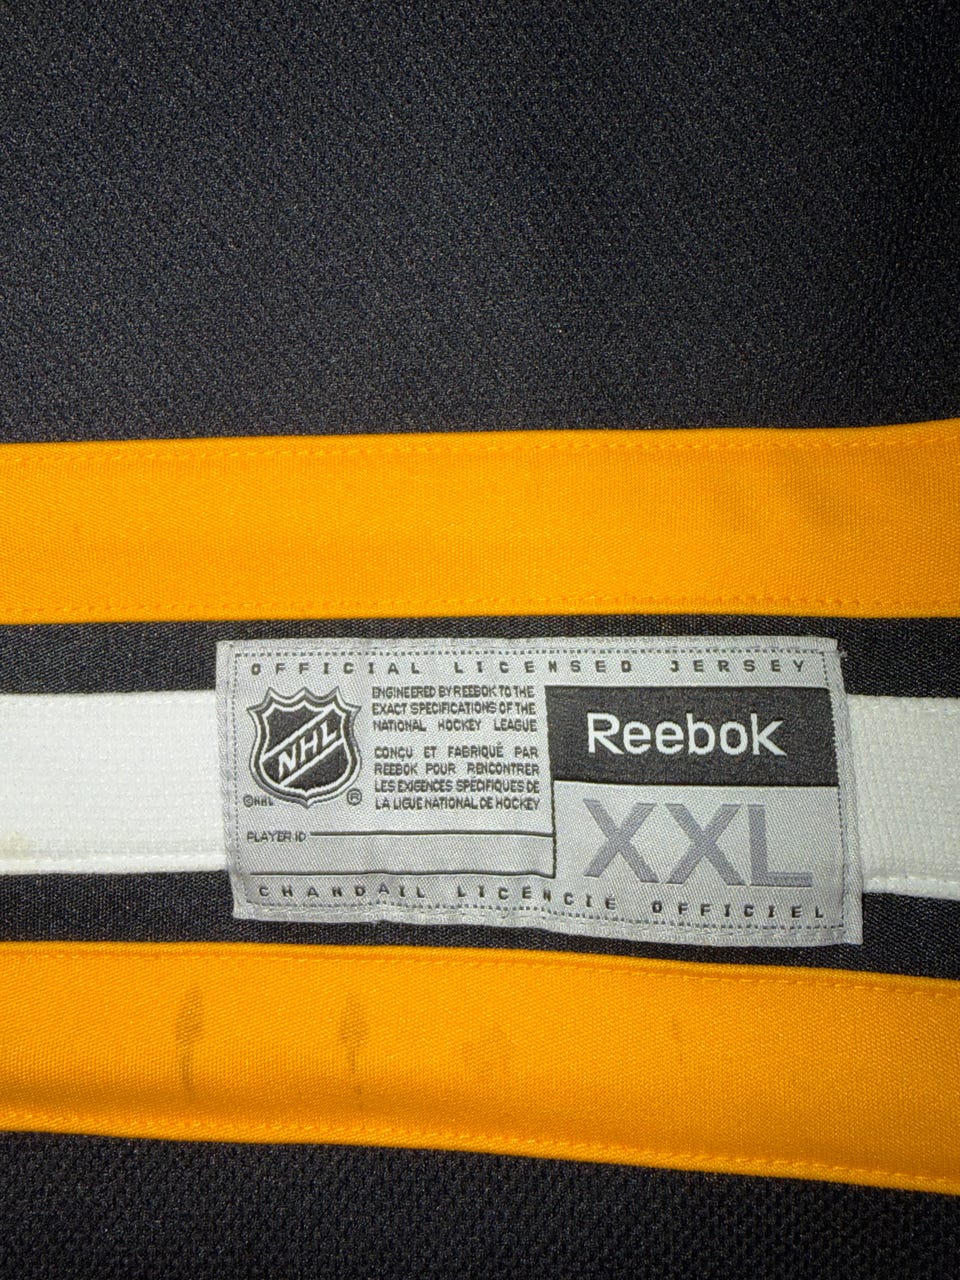 OFFICIAL LICENSED JERSEY
NHL
©NHL ®
ENGINEERED BY REEBOK TO THE
EXACT SPECIFICATIONS OF THE
NATIONAL HOCKEY LEAGUE
CONÇU ET FABRIQUÉ PAR
REEBOK POUR RENCONTRER
LES EXIGENCES SPÉCIFIQUES DE
LA LIGUE NATIONAL DE HOCKEY
PLAYER ID
Reebok
XXL
CHANDAIL LICENCIÉ OFFICIEL